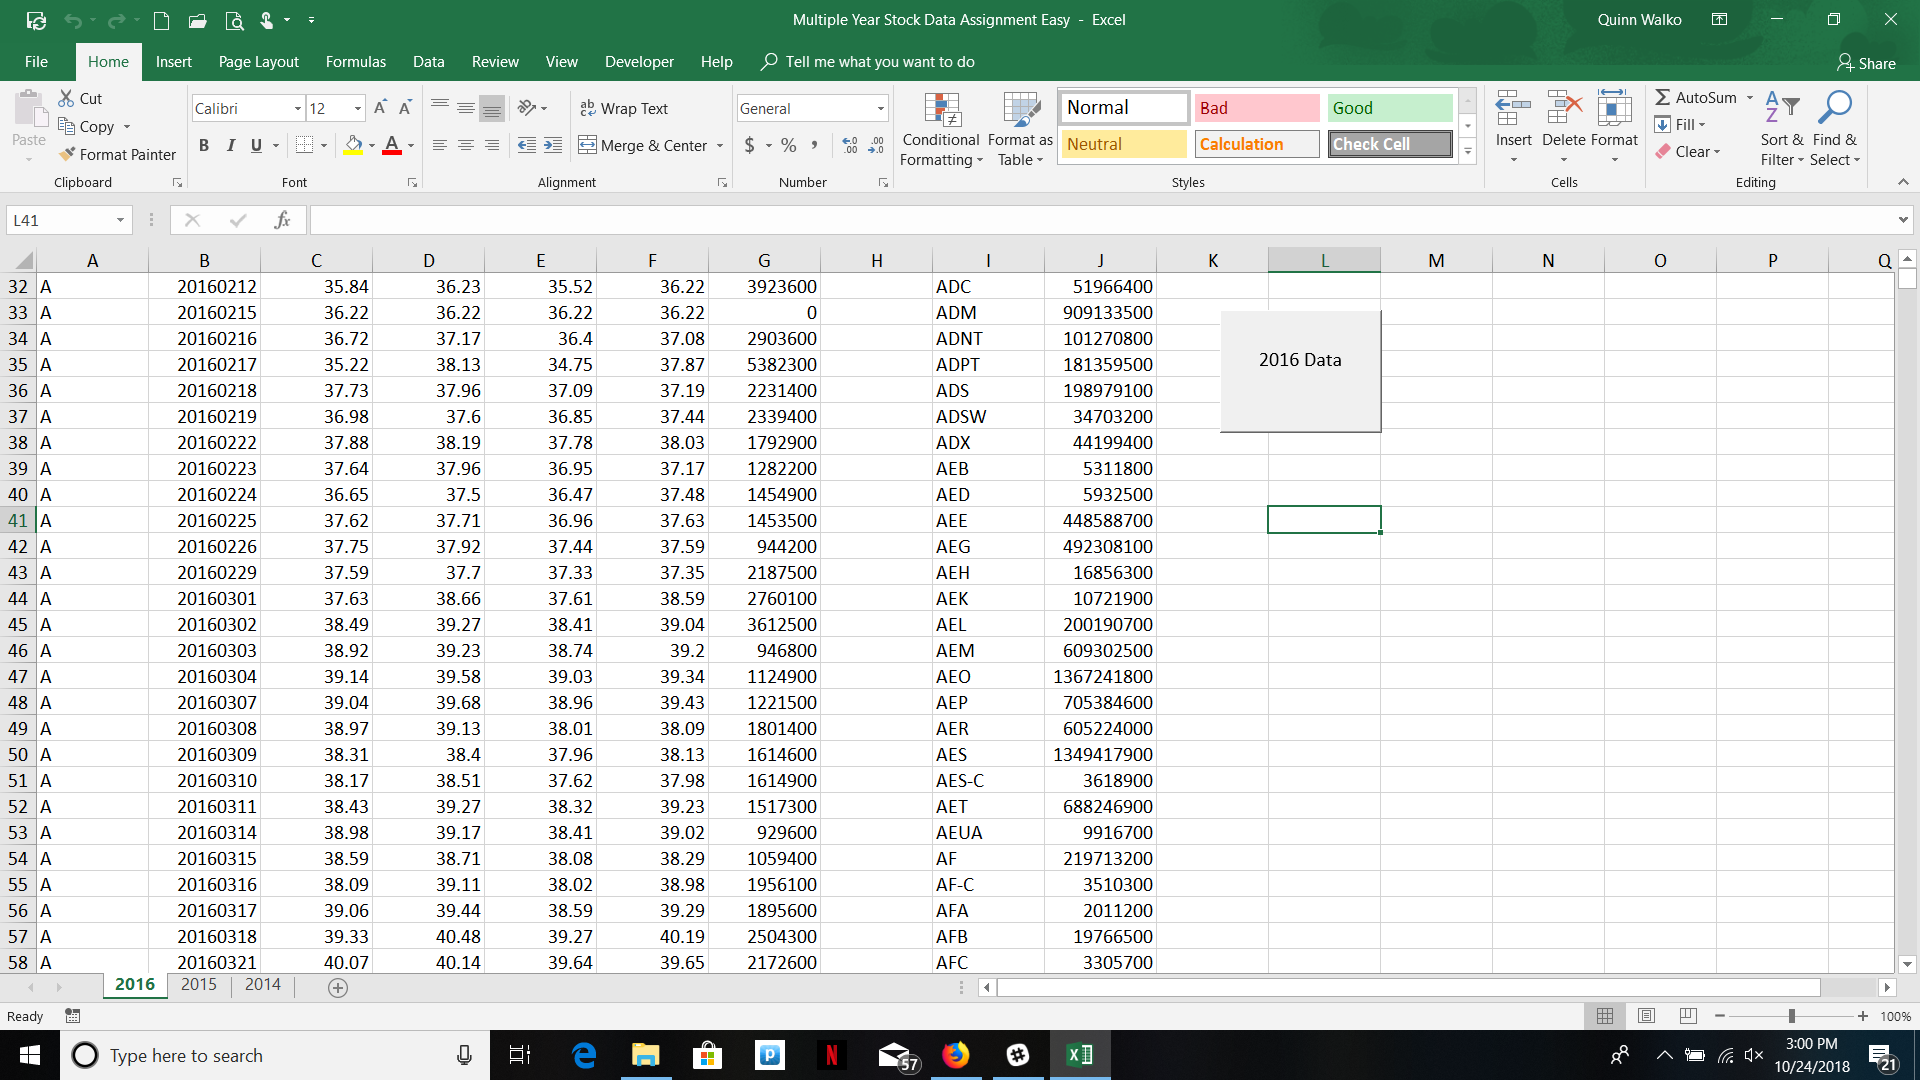 Multiple Year Stock Data Assignment Easy - Excel
Quinn Walko
File Home Insert Page Layout Formulas Data Review View Developer Help Tell me what you want to do Share
Paste Cut Copy Format Painter Clipboard
Calibri 12 A A B I U A Font
ab Wrap Text Merge & Center Alignment
General $ % , .00 .0 Number
Conditional Formatting Format as Table
Normal Bad Good
Neutral Calculation Check Cell
Styles
Insert Delete Format Cells
AutoSum Fill Clear Sort & Filter Find & Select Editing
L41 fx
A B C D E F G H I J K L M N O P Q
32 A 20160212 35.84 36.23 35.52 36.22 3923600 ADC 51966400
33 A 20160215 36.22 36.22 36.22 36.22 0 ADM 909133500
34 A 20160216 36.72 37.17 36.4 37.08 2903600 ADNT 101270800
35 A 20160217 35.22 38.13 34.75 37.87 5382300 ADPT 181359500
2016 Data
36 A 20160218 37.73 37.96 37.09 37.19 2231400 ADS 198979100
37 A 20160219 36.98 37.6 36.85 37.44 2339400 ADSW 34703200
38 A 20160222 37.88 38.19 37.78 38.03 1792900 ADX 44199400
39 A 20160223 37.64 37.96 36.95 37.17 1282200 AEB 5311800
40 A 20160224 36.65 37.5 36.47 37.48 1454900 AED 5932500
41 A 20160225 37.62 37.71 36.96 37.63 1453500 AEE 448588700
42 A 20160226 37.75 37.92 37.44 37.59 944200 AEG 492308100
43 A 20160229 37.59 37.7 37.33 37.35 2187500 AEH 16856300
44 A 20160301 37.63 38.66 37.61 38.59 2760100 AEK 10721900
45 A 20160302 38.49 39.27 38.41 39.04 3612500 AEL 200190700
46 A 20160303 38.92 39.23 38.74 39.2 946800 AEM 609302500
47 A 20160304 39.14 39.58 39.03 39.34 1124900 AEO 1367241800
48 A 20160307 39.04 39.68 38.96 39.43 1221500 AEP 705384600
49 A 20160308 38.97 39.13 38.01 38.09 1801400 AER 605224000
50 A 20160309 38.31 38.4 37.96 38.13 1614600 AES 1349417900
51 A 20160310 38.17 38.51 37.62 37.98 1614900 AES-C 3618900
52 A 20160311 38.43 39.27 38.32 39.23 1517300 AET 688246900
53 A 20160314 38.98 39.17 38.41 39.02 929600 AEUA 9916700
54 A 20160315 38.59 38.71 38.08 38.29 1059400 AF 219713200
55 A 20160316 38.09 39.11 38.02 38.98 1956100 AF-C 3510300
56 A 20160317 39.06 39.44 38.59 39.29 1895600 AFA 2011200
57 A 20160318 39.33 40.48 39.27 40.19 2504300 AFB 19766500
58 A 20160321 40.07 40.14 39.64 39.65 2172600 AFC 3305700
2016 2015 2014
Ready 100%
Type here to search 57 3:00 PM
10/24/2018 21